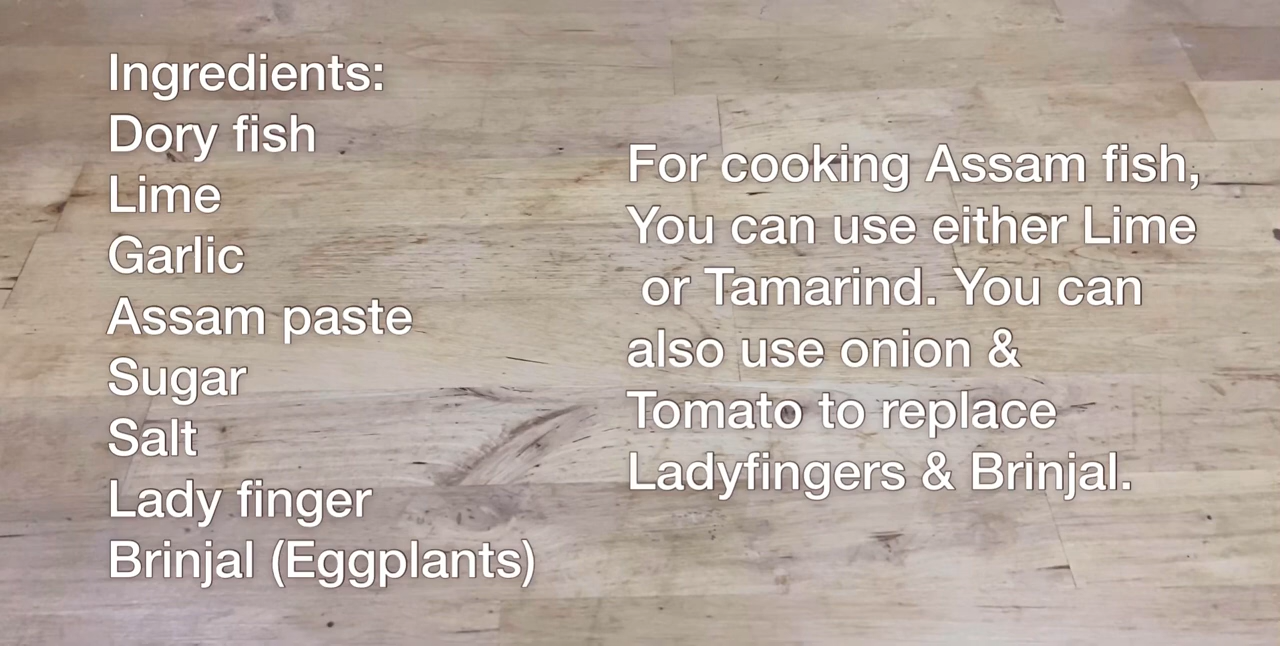 Ingredients:
Dory fish
Lime
Garlic
Assam paste
Sugar
Salt
Lady finger
Brinjal (Eggplants)
For cooking Assam fish,
You can use either Lime
or Tamarind. You can
also use onion &
Tomato to replace
Ladyfingers & Brinjal.